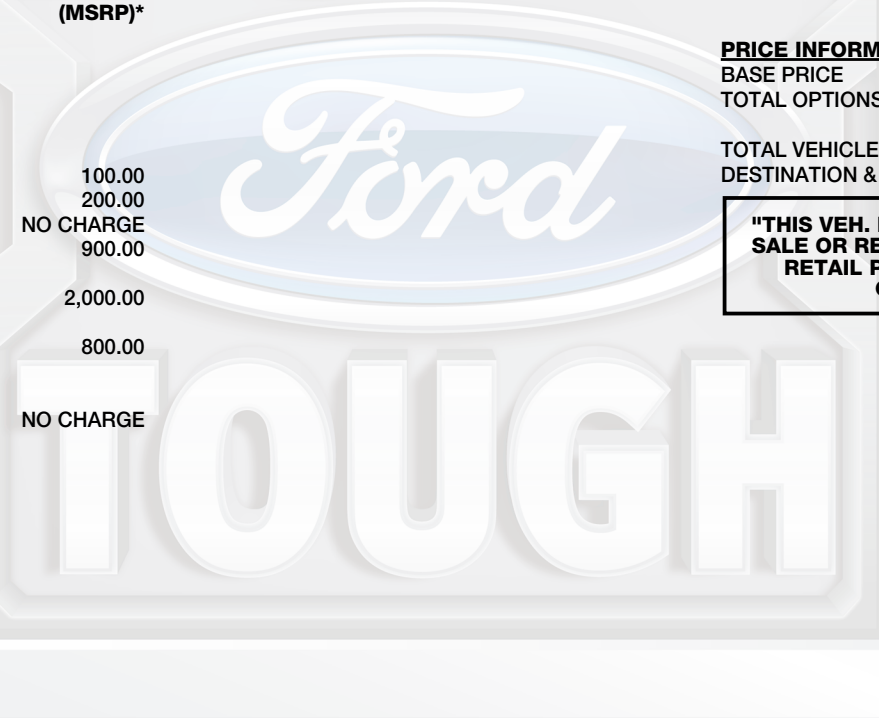 (MSRP)*
100.00
200.00
NO CHARGE
900.00
2,000.00
800.00
NO CHARGE
PRICE INFORM
BASE PRICE
TOTAL OPTIONS
TOTAL VEHICLE
DESTINATION &
"THIS VEH.
SALE OR RE
RETAIL P
Ford
TOUGH